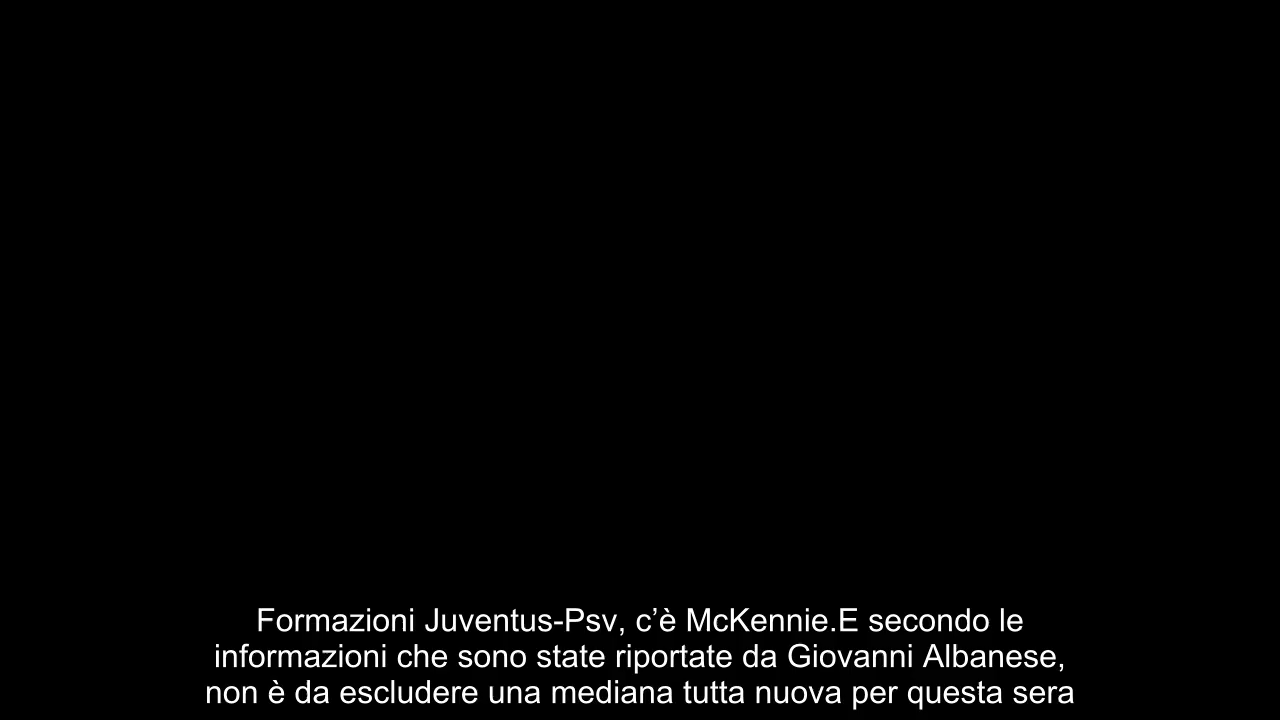 Formazioni Juventus-Psv, c’è McKennie.E secondo le
informazioni che sono state riportate da Giovanni Albanese,
non è da escludere una mediana tutta nuova per questa sera